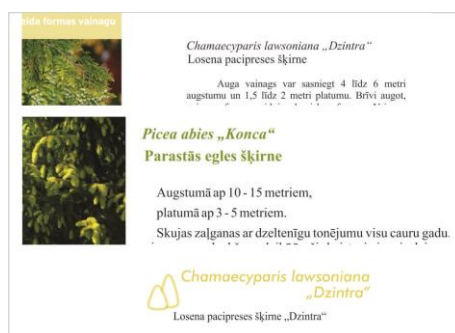 eida formas vainagu
Chamaecyparis lawsoniana „Dzintra“
Losena pacipreses šķirne
Auga vainags var sasniegt 4 līdz 6 metri
augstumu un 1,5 līdz 2 metri platumu. Brīvi augot,
Picea abies „Konca“
Parastās egles šķirne
Augstumā ap 10 - 15 metriem,
platumā ap 3 - 5 metriem.
Skujas zaļganas ar dzeltenīgu tonējumu visu cauru gadu.
Chamaecyparis lawsoniana
„Dzintra“
Losena pacipreses šķirne „Dzintra“